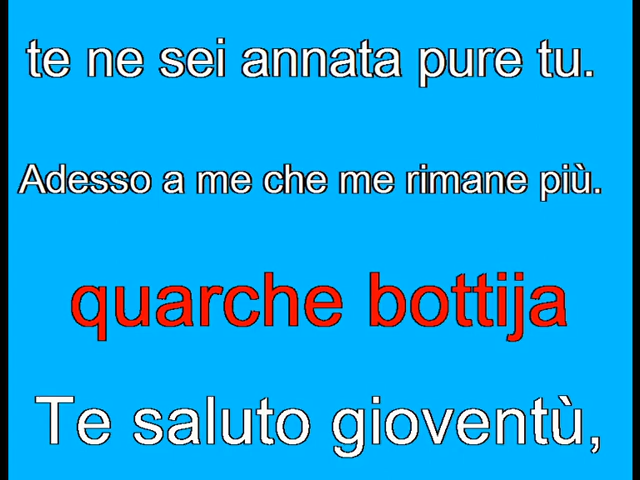 te ne sei annata pure tu.
Adesso a me che me rimane più.
quarche bottija
Te saluto gioventù,